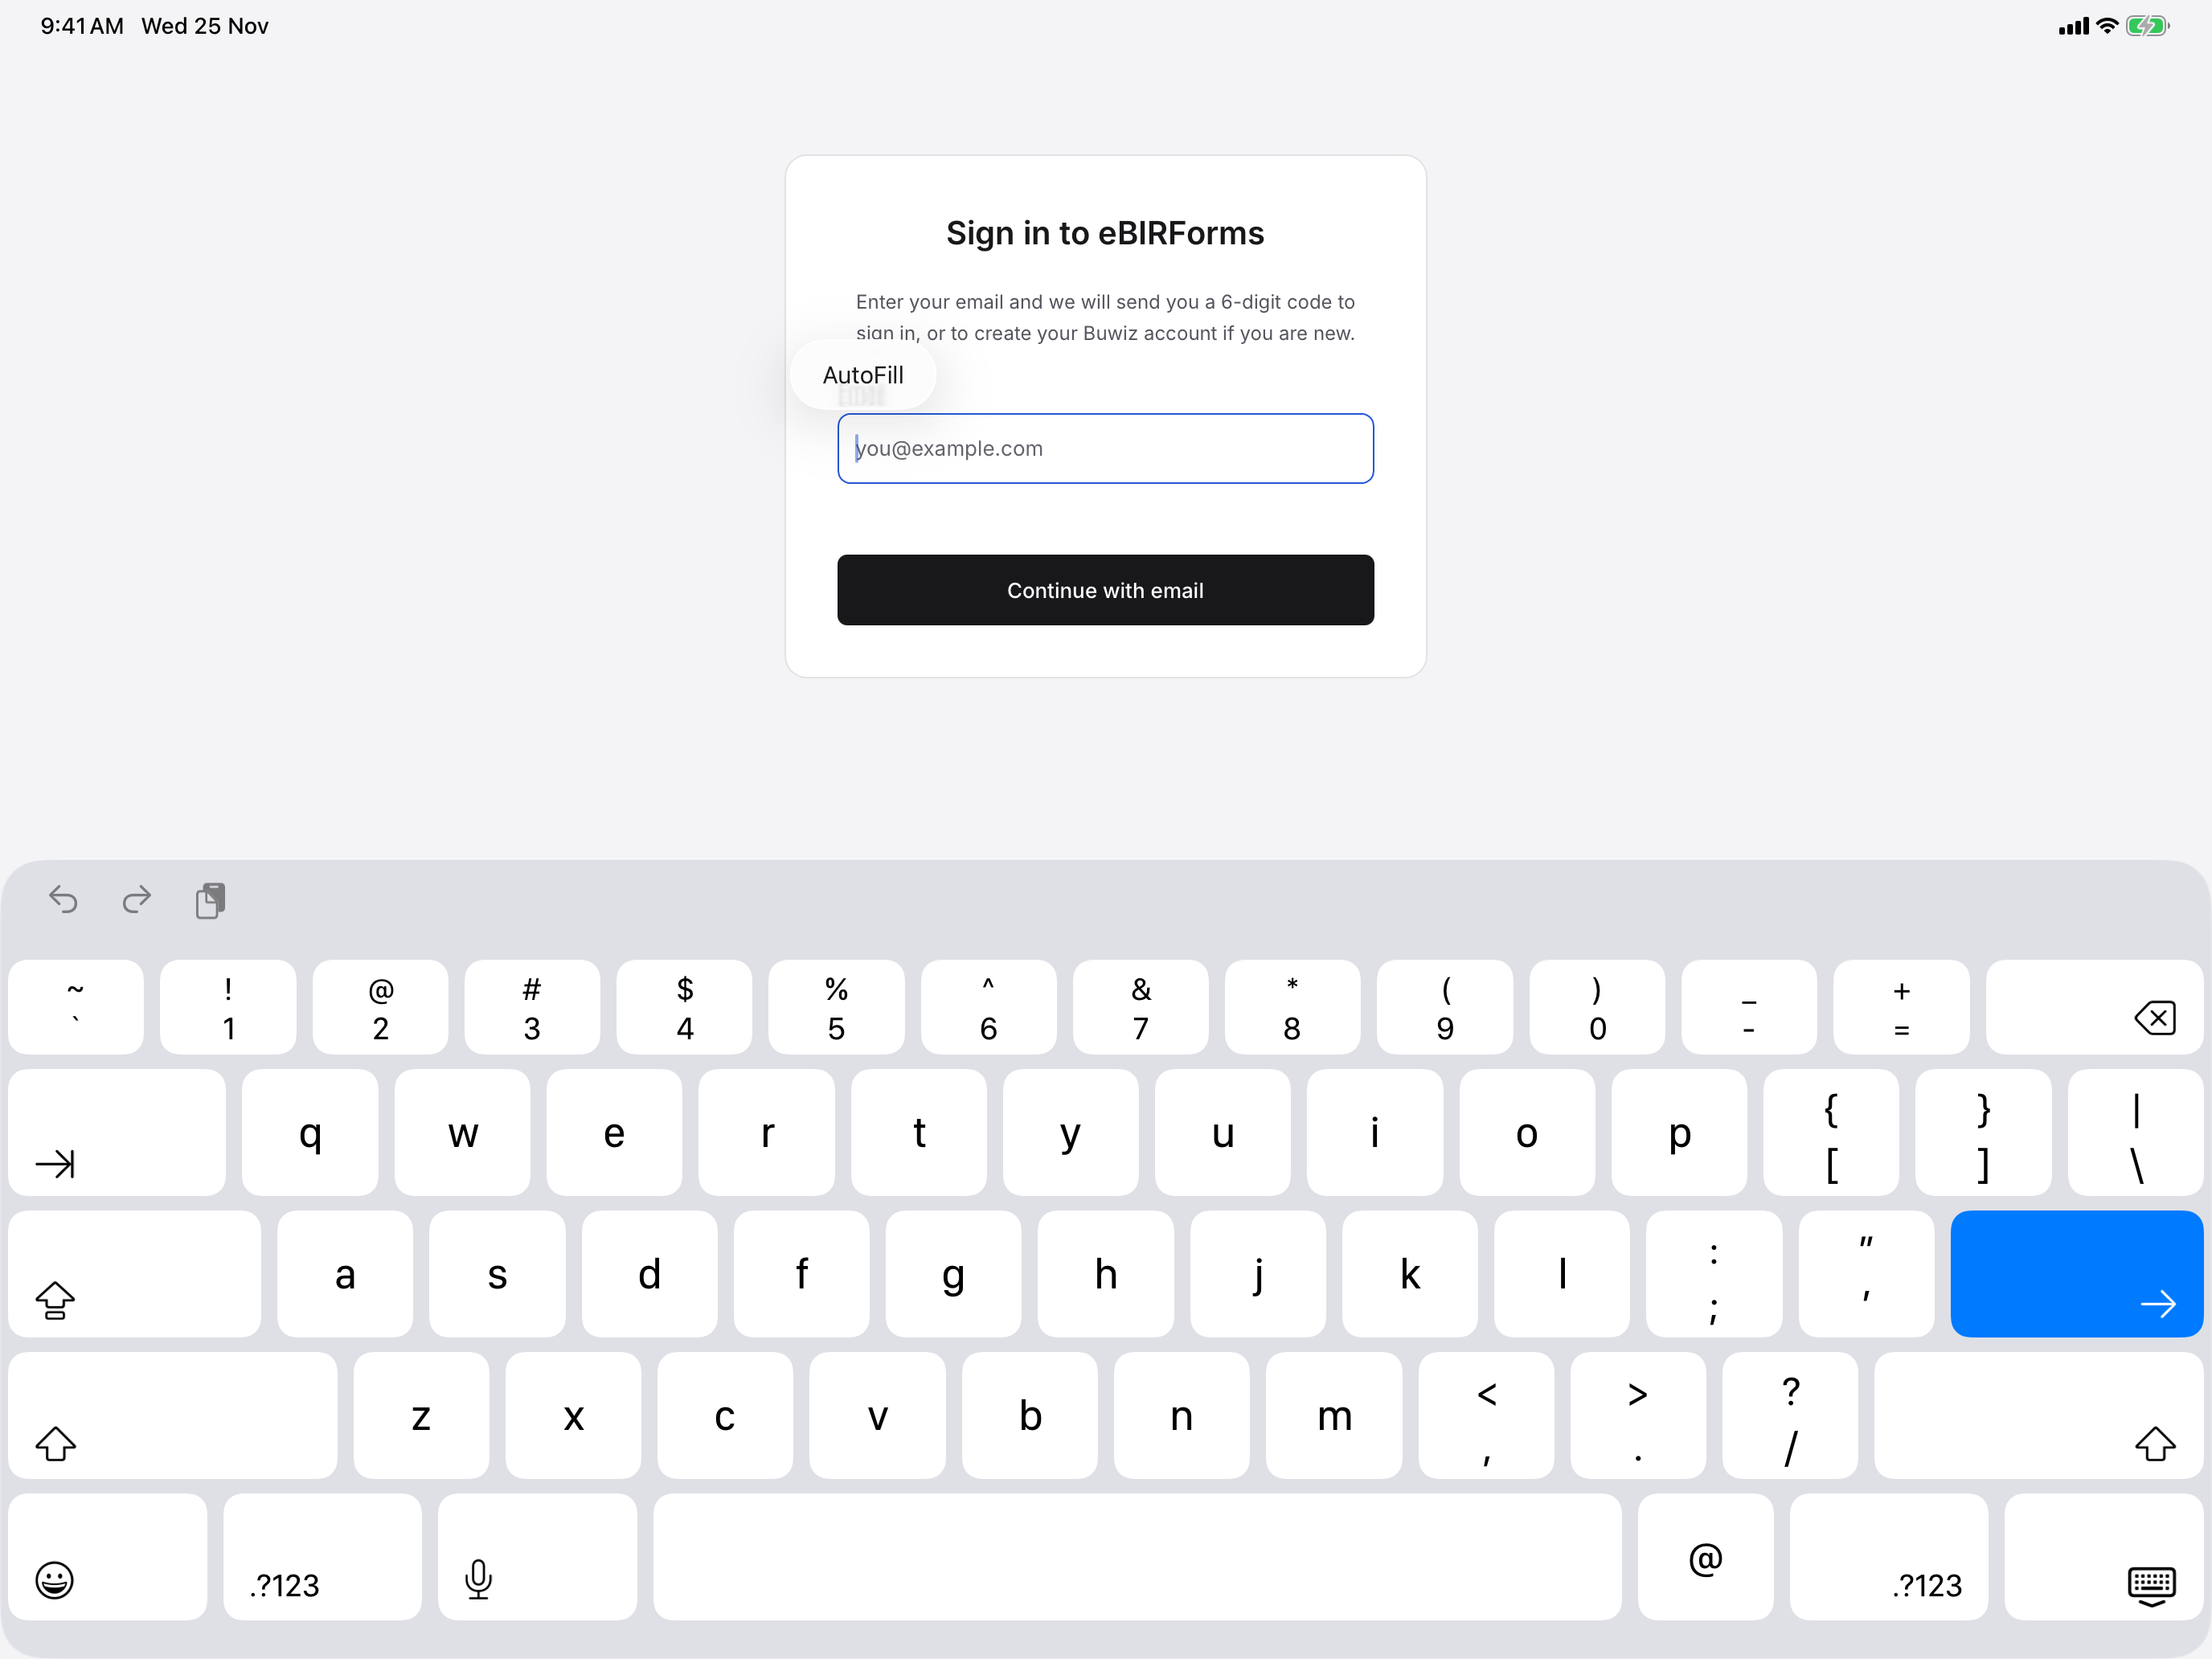 9:41 AM Wed 25 Nov
Sign in to eBIRForms
Enter your email and we will send you a 6-digit code to
sign in, or to create your Buwiz account if you are new.
AutoFill
you@example.com
Continue with email
~ ! @ # $ % ^ & * ( ) _ +
` 1 2 3 4 5 6 7 8 9 0 - =
q w e r t y u i o p { } |
[ ] \
a s d f g h j k l : "
; '
z x c v b n m < > ?
, . /
.?123 @ .?123